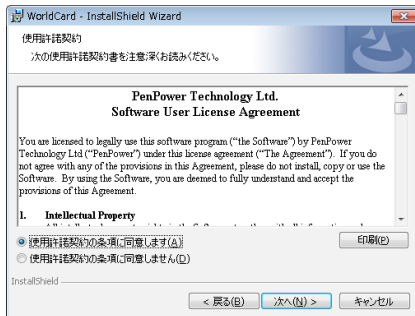 WorldCard - InstallShield Wizard
使用許諾契約
次の使用許諾契約書を注意深くお読みください。
PenPower Technology Ltd.
Software User License Agreement
You are licensed to legally use this software program (“the Software”) by PenPower
Technology Ltd (“PenPower”) under this license agreement (“The Agreement”). If you do
not agree with any of the provisions in this Agreement, please do not install, copy or use the
Software. By using the Software, you are deemed to fully understand and accept the
provisions of this Agreement.
1. Intellectual Property
使用許諾契約の条項に同意します(A)
印刷(P)
使用許諾契約の条項に同意しません(D)
InstallShield
< 戻る(B)
次へ(N) >
キャンセル